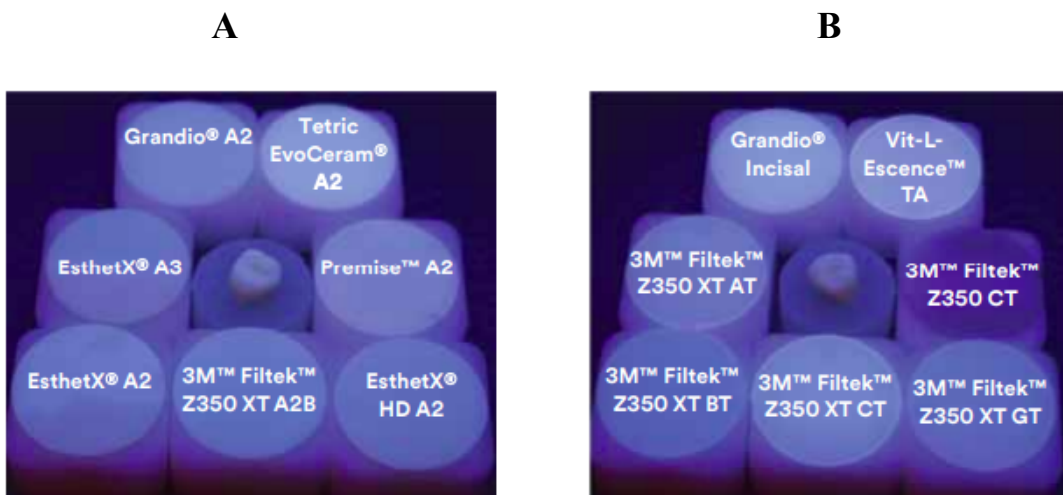 A
B
Grandio® A2
Tetric
EvoCeram®
A2
EsthetX® A3
Premise™ A2
EsthetX® A2
3M™ Filtek™
Z350 XT A2B
EsthetX®
HD A2
Grandio®
Incisal
Vit-L-
Escence™
TA
3M™ Filtek™
Z350 XT AT
3M™ Filtek™
Z350 CT
3M™ Filtek™
Z350 XT BT
3M™ Filtek™
Z350 XT CT
3M™ Filtek™
Z350 XT GT